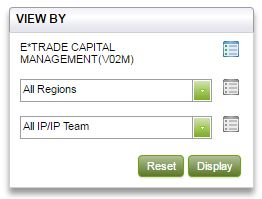 VIEW BY
E*TRADE CAPITAL
MANAGEMENT(V02M)
All Regions
All IP/IP Team
Reset Display